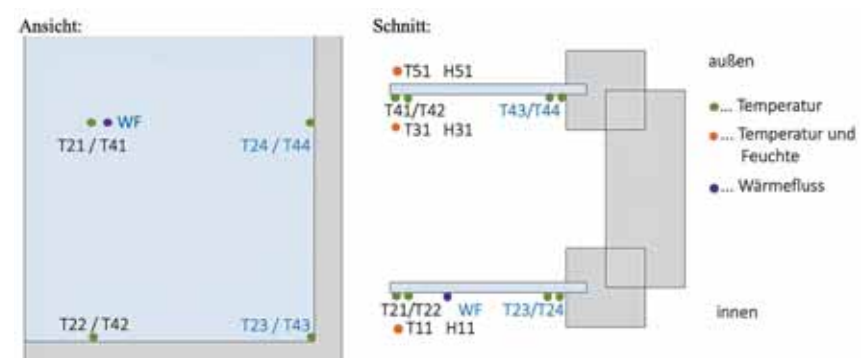 Ansicht:
WF
T21 / T41
T24 / T44
T22 / T42
T23 / T43
Schnitt:
T51 H51
T41/T42
T43/T44
T31 H31
T21/T22
WF
T23/T24
T11 H11
außen
... Temperatur
... Temperatur und
Feuchte
... Wärmefluss
innen